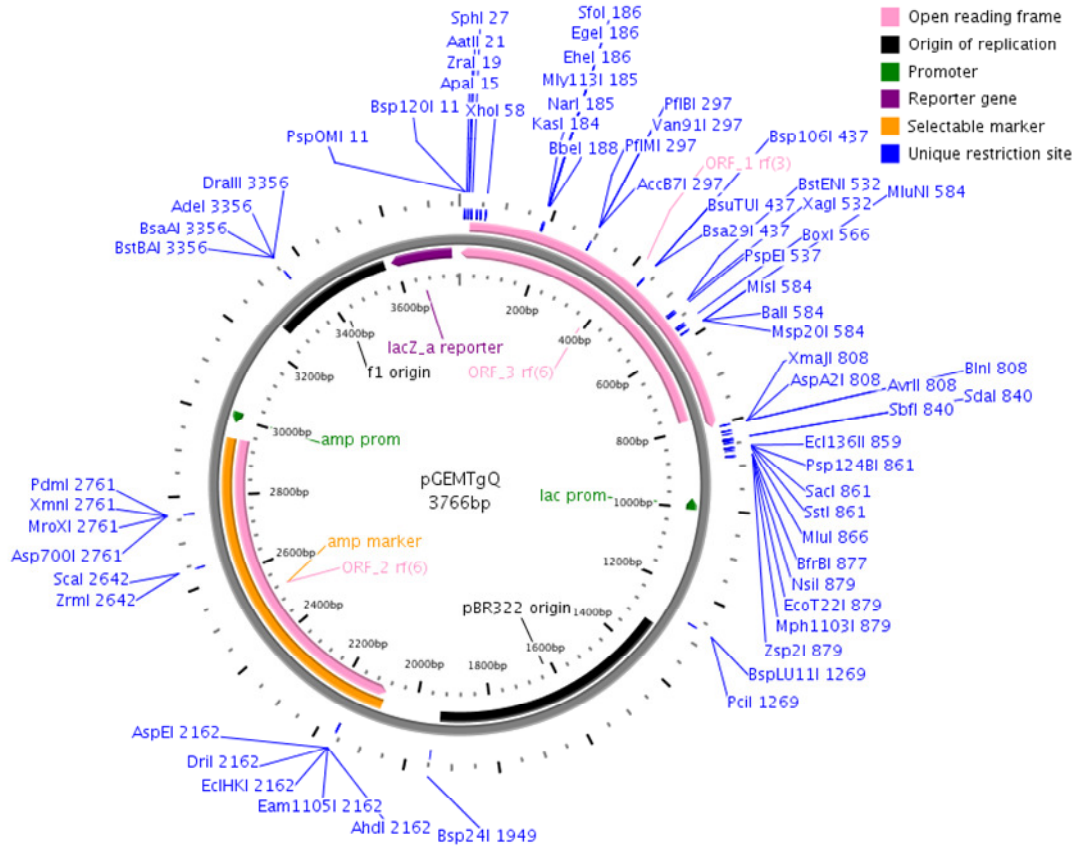 SphI 27
AatII 21
ZraI 19
ApaI 15
Bsp120I 11
XhoI 58
PspOMI 11
SfoI 186
EgeI 186
EheI 186
Mly113I 185
NarI 185
KasI 184
BbeI 188
PflBI 297
Van91I 297
PflMI 297
AccB7I 297
Bsp106I 437
ORF_1 rf(3)
BsuTUI 437
Bsa29I 437
BstENI 532
XagI 532
MluNI 584
BoxI 566
PspEI 537
MlsI 584
BalI 584
Msp20I 584
XmaJI 808
AspA2I 808
BlnI 808
AvrII 808
SdaI 840
SbfI 840
Ecl136II 859
Psp124BI 861
SacI 861
SstI 861
MluI 866
BfrBI 877
NsiI 879
EcoT22I 879
Mph1103I 879
Zsp2I 879
BspLU11I 1269
PciI 1269
Bsp24I 1949
AspEI 2162
DriI 2162
EclHKI 2162
Eam1105I 2162
AhdI 2162
ScaI 2642
ZrmI 2642
PdmI 2761
XmnI 2761
MroXI 2761
Asp700I 2761
DraIII 3356
AdeI 3356
BsaAI 3356
BstBAI 3356
Open reading frame
Origin of replication
Promoter
Reporter gene
Selectable marker
Unique restriction site
1
200bp
400bp
600bp
800bp
1000bp
1200bp
1400bp
1600bp
1800bp
2000bp
2200bp
2400bp
2600bp
2800bp
3000bp
3200bp
3400bp
3600bp
lacZ_a reporter
f1 origin
ORF_3 rf(6)
amp prom
pGEMTgQ
3766bp
lac prom
amp marker
ORF_2 rf(6)
pBR322 origin